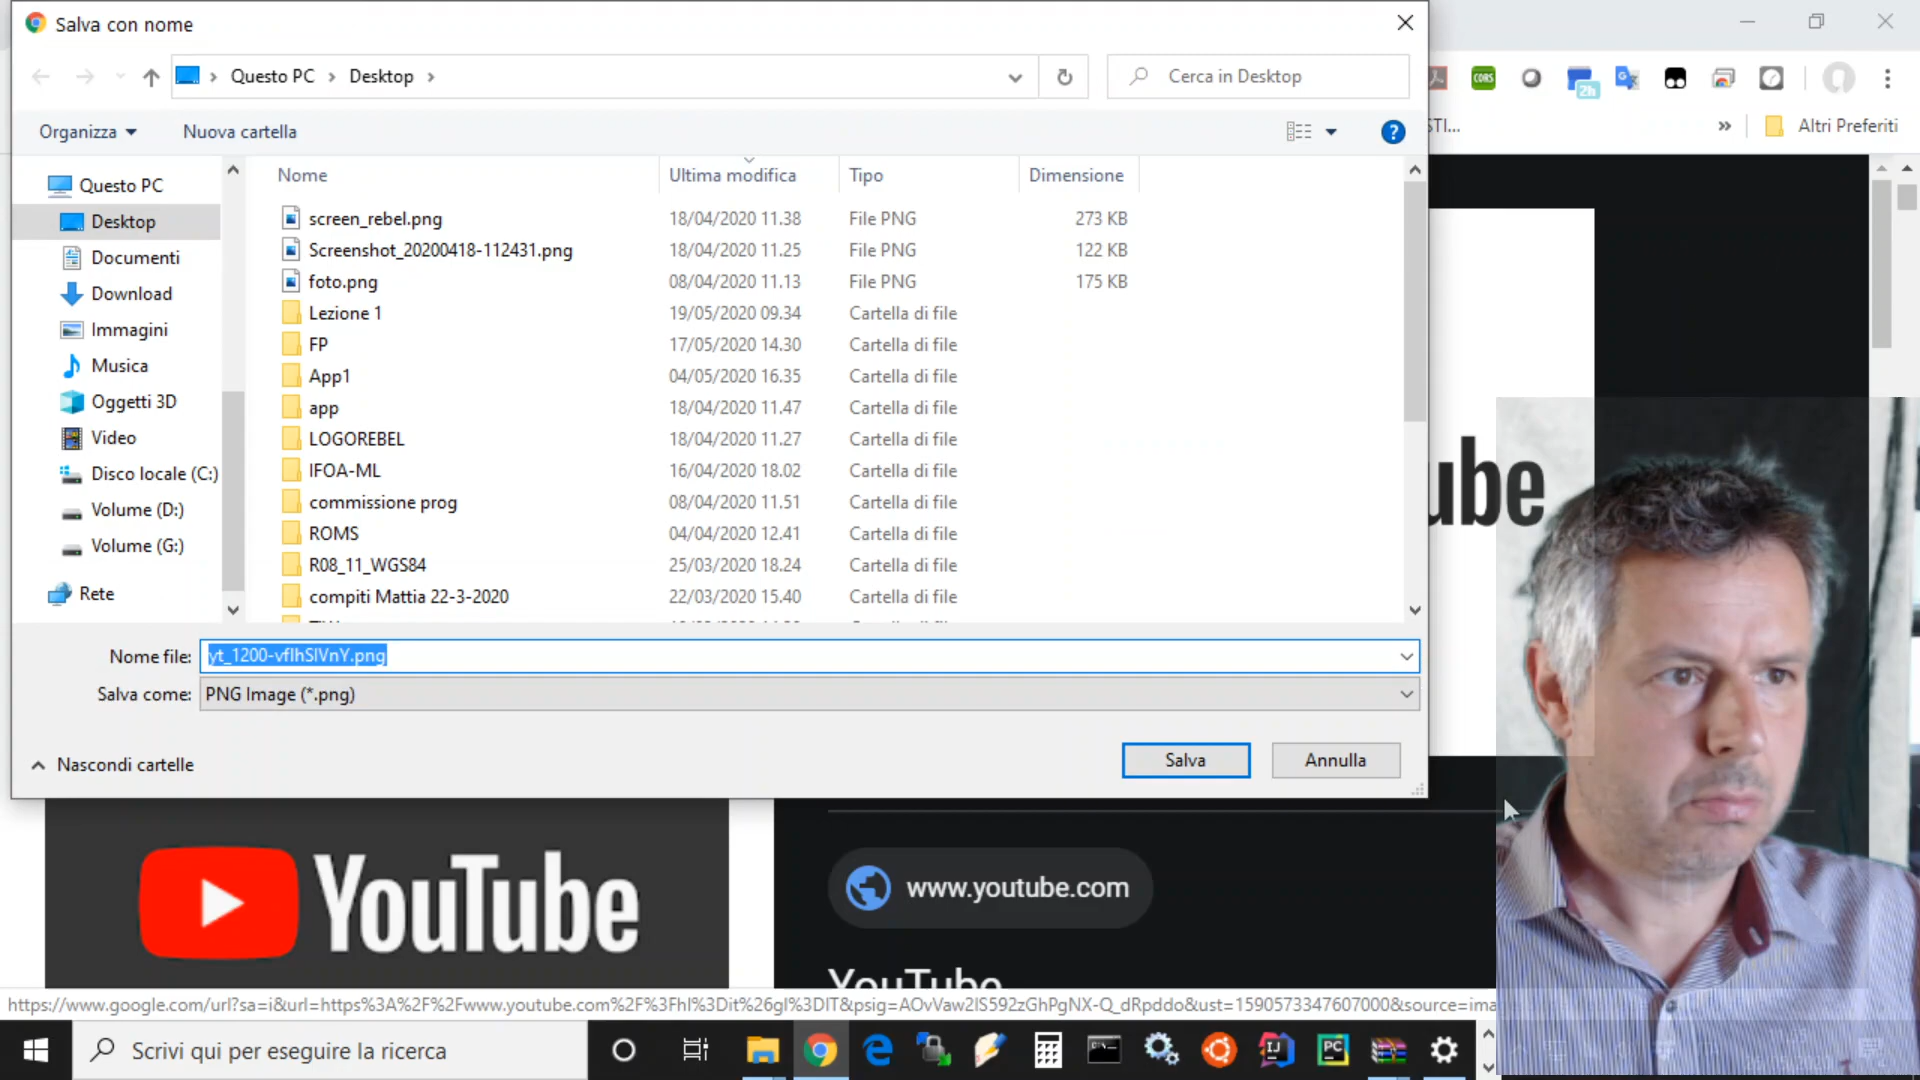 Salva con nome
Questo PC > Desktop >
Cerca in Desktop
Organizza
Nuova cartella
?
Nome
Ultima modifica
Tipo
Dimensione
Questo PC
Desktop
Documenti
Download
Immagini
Musica
Oggetti 3D
Video
Disco locale (C:)
Volume (D:)
Volume (G:)
Rete
screen_rebel.png 18/04/2020 11.38 File PNG 273 KB
Screenshot_20200418-112431.png 18/04/2020 11.25 File PNG 122 KB
foto.png 08/04/2020 11.13 File PNG 175 KB
Lezione 1 19/05/2020 09.34 Cartella di file
FP 17/05/2020 14.30 Cartella di file
App1 04/05/2020 16.35 Cartella di file
app 18/04/2020 11.47 Cartella di file
LOGOREBEL 18/04/2020 11.27 Cartella di file
IFOA-ML 16/04/2020 18.02 Cartella di file
commissione prog 08/04/2020 11.51 Cartella di file
ROMS 04/04/2020 12.41 Cartella di file
R08_11_WGS84 25/03/2020 18.24 Cartella di file
compiti Mattia 22-3-2020 22/03/2020 15.40 Cartella di file
Nome file: yt_1200-vflhSIVnY.png
Salva come: PNG Image (*.png)
Nascondi cartelle
Salva
Annulla
CORS
2h
STI...
»
Altri Preferiti
ube
YouTube
www.youtube.com
YouTube
https://www.google.com/url?sa=i&url=https%3A%2F%2Fwww.youtube.com%2F%3Fhl%3Dit%26gl%3DIT&psig=AOvVaw2IS592zGhPgNX-Q_dRpddo&ust=1590573347607000&source=ima
Scrivi qui per eseguire la ricerca
IJ
PC